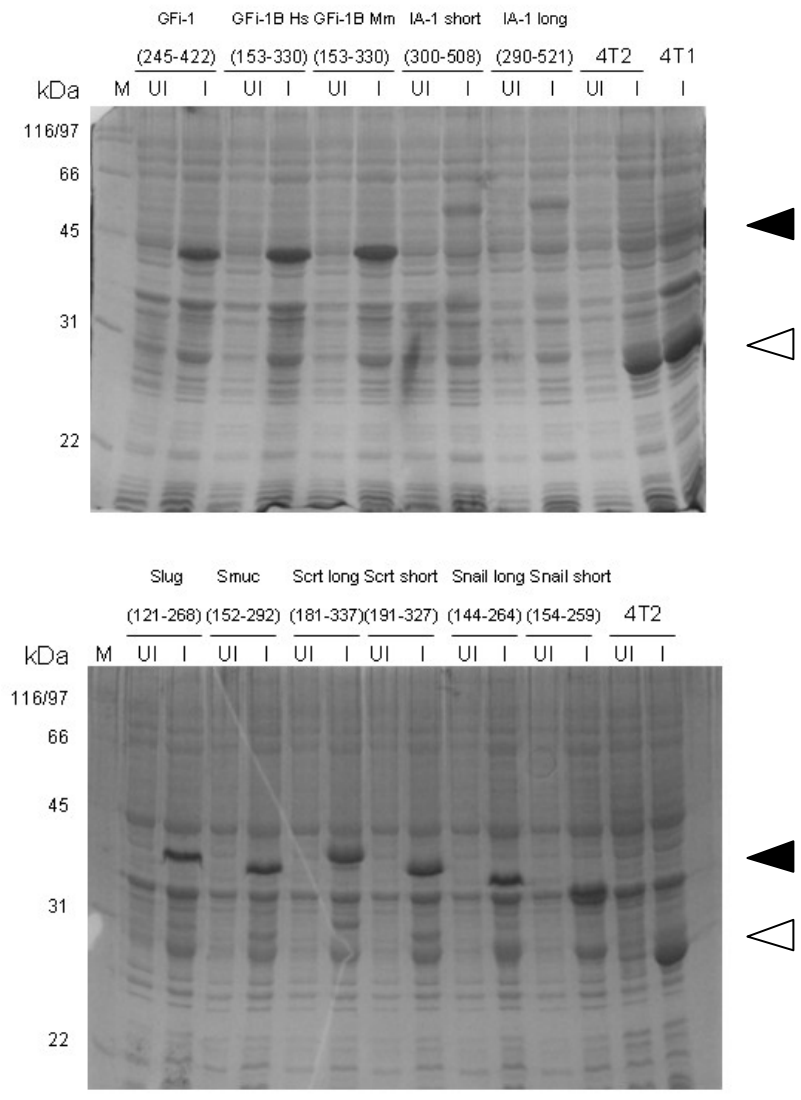 GFi-1 GFi-1B Hs GFi-1B Mm IA-1 short IA-1 long
(245-422) (153-330) (153-330) (300-508) (290-521) 4T2 4T1
kDa M UI I UI I UI I UI I UI I UI I I
116/97
66
45
31
22
Slug Smuc Scrt long Scrt short Snail long Snail short
(121-268) (152-292) (181-337) (191-327) (144-264) (154-259) 4T2
kDa M UI I UI I UI I UI I UI I UI I UI I
116/97
66
45
31
22